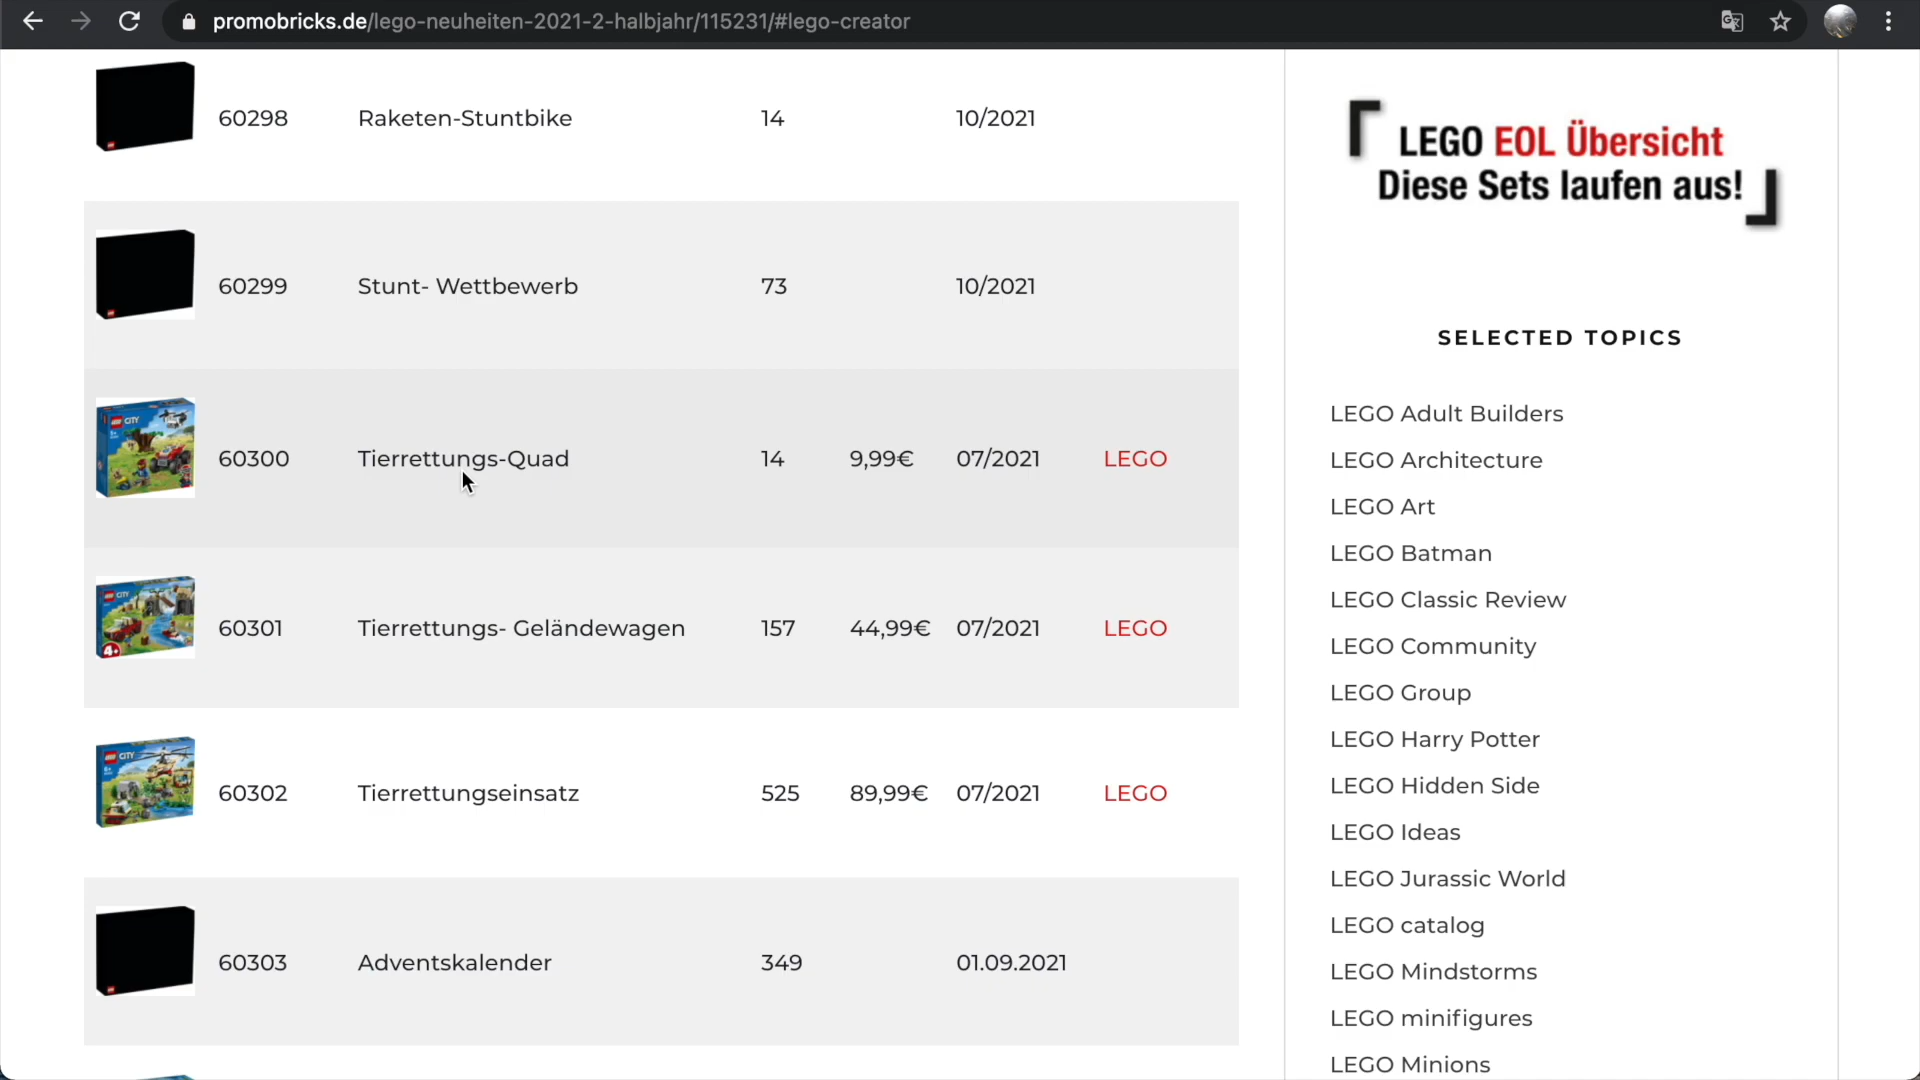 promobricks.de/lego-neuheiten-2021-2-halbjahr/115231/#lego-creator
60298 Raketen-Stuntbike 14 10/2021
60299 Stunt- Wettbewerb 73 10/2021
CITY
60300 Tierrettungs-Quad 14 9,99€ 07/2021 LEGO
CITY
4+
60301 Tierrettungs- Geländewagen 157 44,99€ 07/2021 LEGO
CITY
60302 Tierrettungseinsatz 525 89,99€ 07/2021 LEGO
60303 Adventskalender 349 01.09.2021
LEGO EOL Übersicht
Diese Sets laufen aus!
SELECTED TOPICS
LEGO Adult Builders
LEGO Architecture
LEGO Art
LEGO Batman
LEGO Classic Review
LEGO Community
LEGO Group
LEGO Harry Potter
LEGO Hidden Side
LEGO Ideas
LEGO Jurassic World
LEGO catalog
LEGO Mindstorms
LEGO minifigures
LEGO Minions